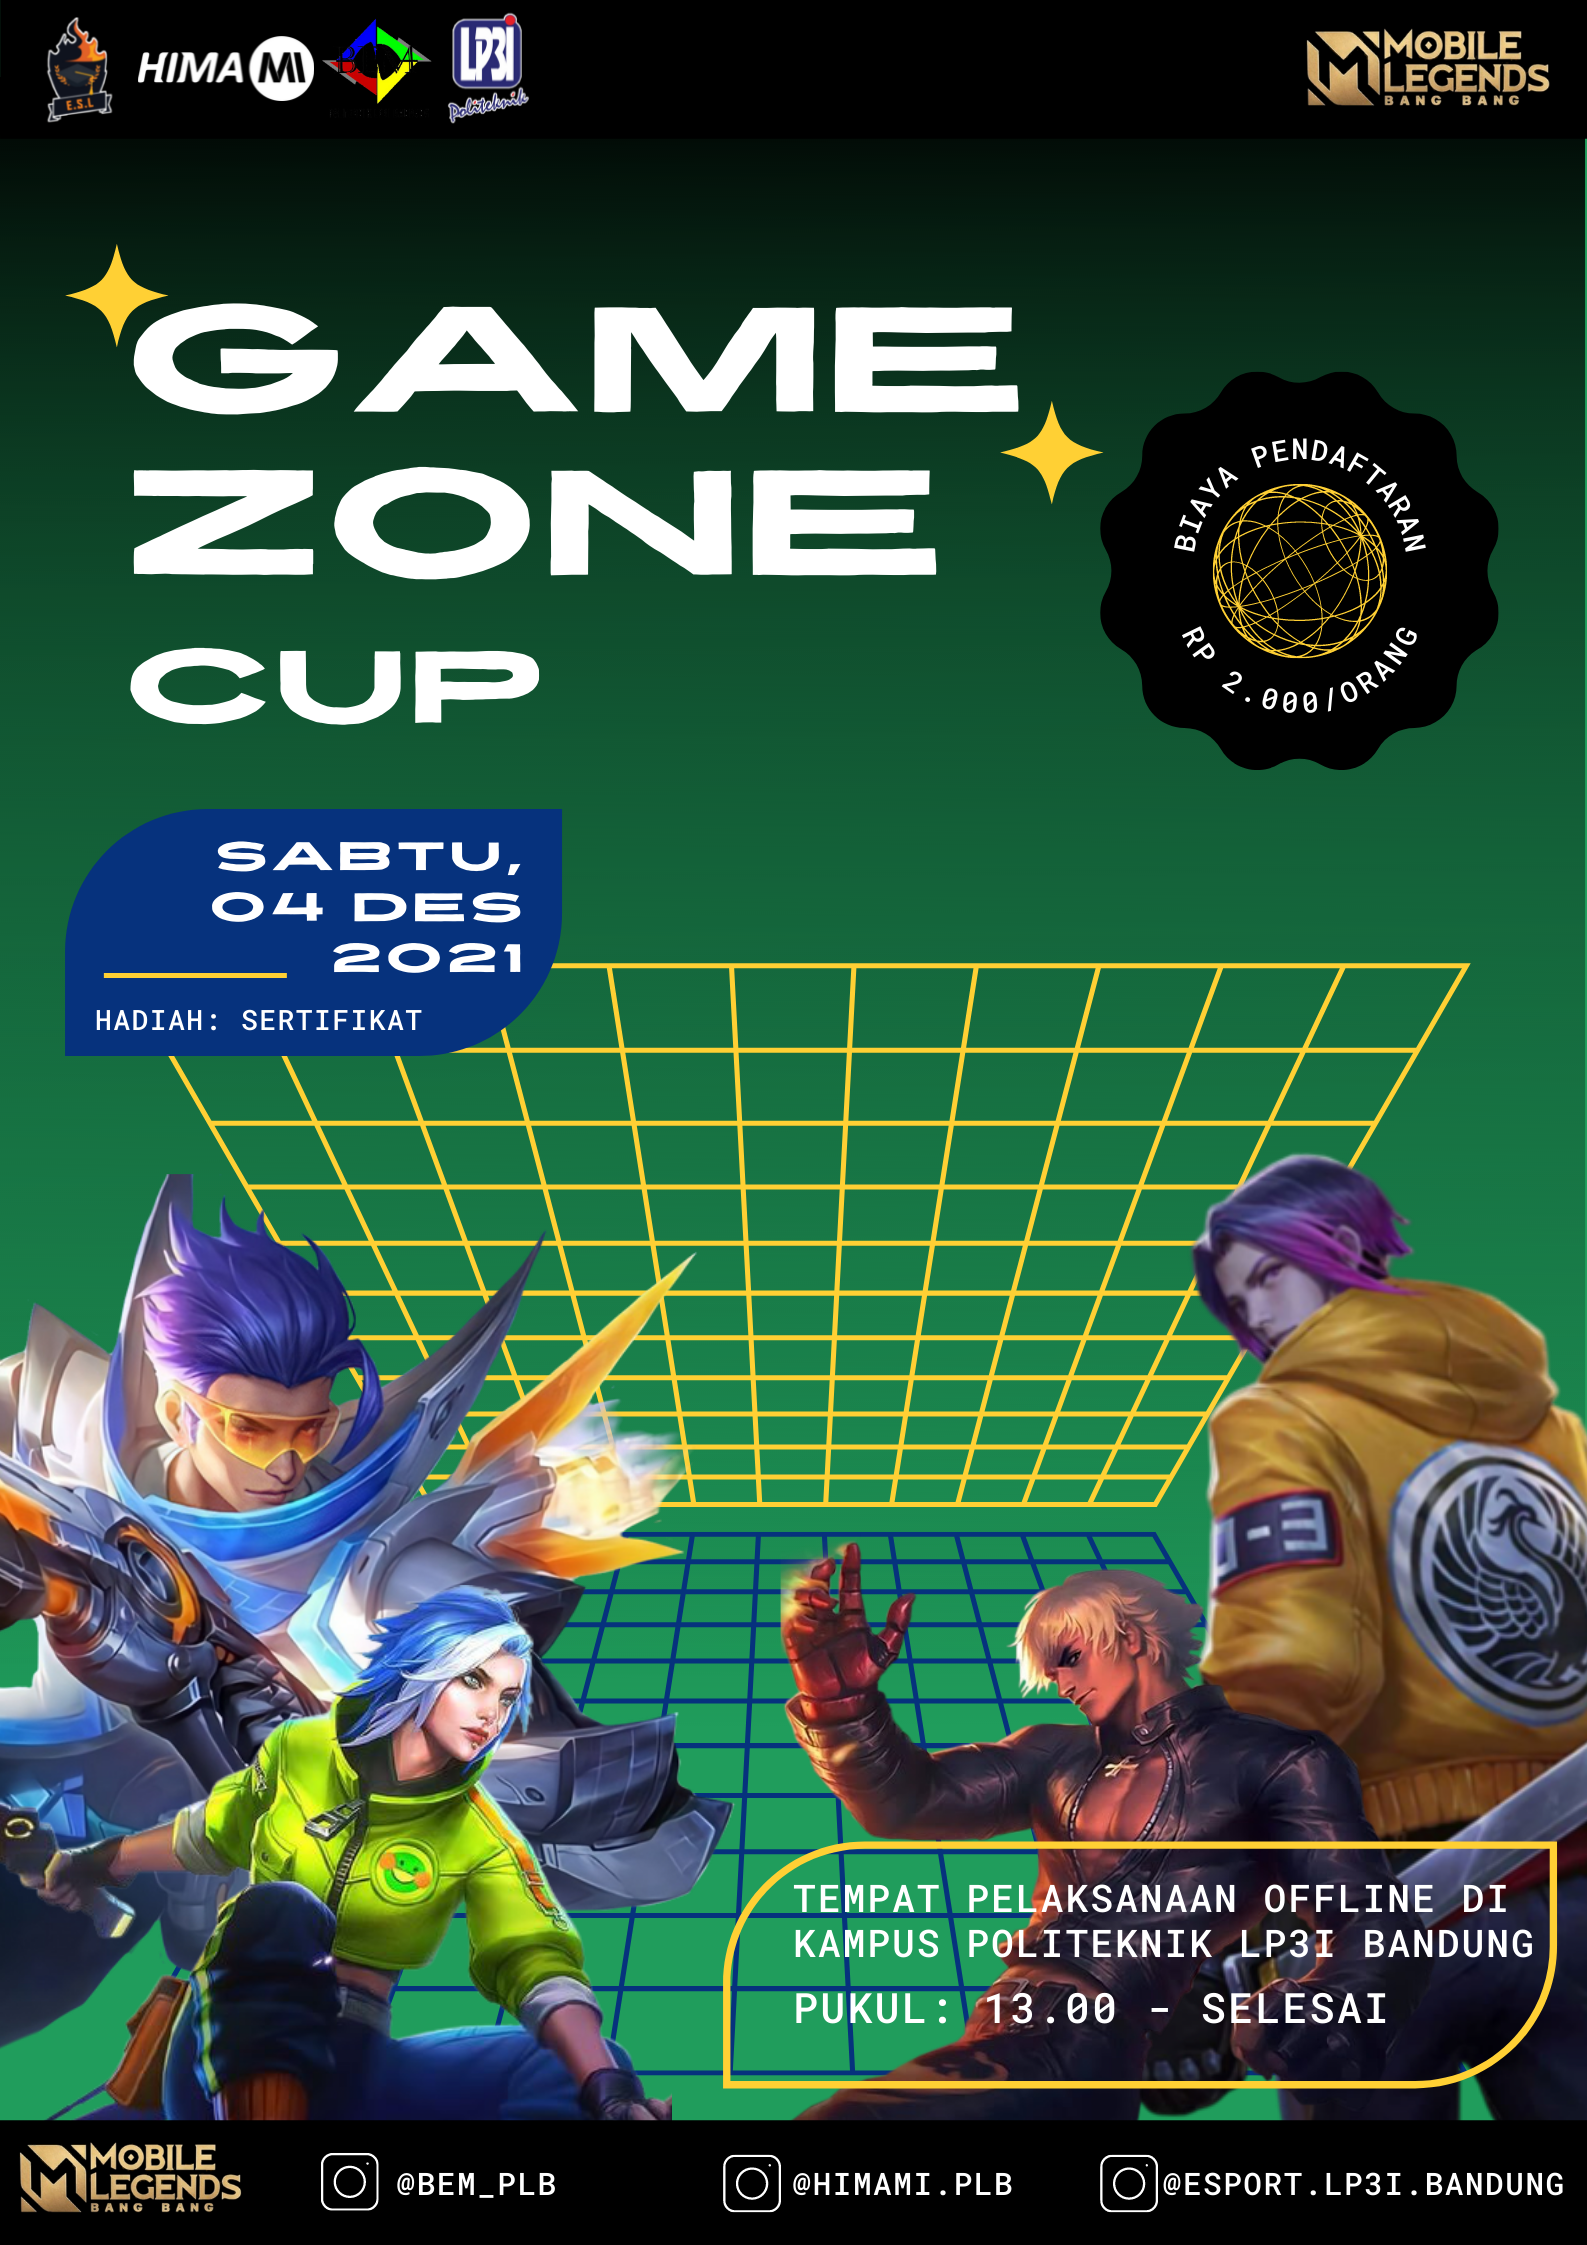 E.S.L
HIMA MI
LP3I
Politeknik
MOBILE
LEGENDS
BANG BANG
GAME
ZONE
CUP
BIAYA PENDAFTARAN
RP 2.000/ORANG
SABTU,
04 DES
2021
HADIAH: SERTIFIKAT
TEMPAT PELAKSANAAN OFFLINE DI
KAMPUS POLITEKNIK LP3I BANDUNG
PUKUL: 13.00 - SELESAI
MOBILE
LEGENDS
BANG BANG
@BEM_PLB
@HIMAMI.PLB
@ESPORT.LP3I.BANDUNG